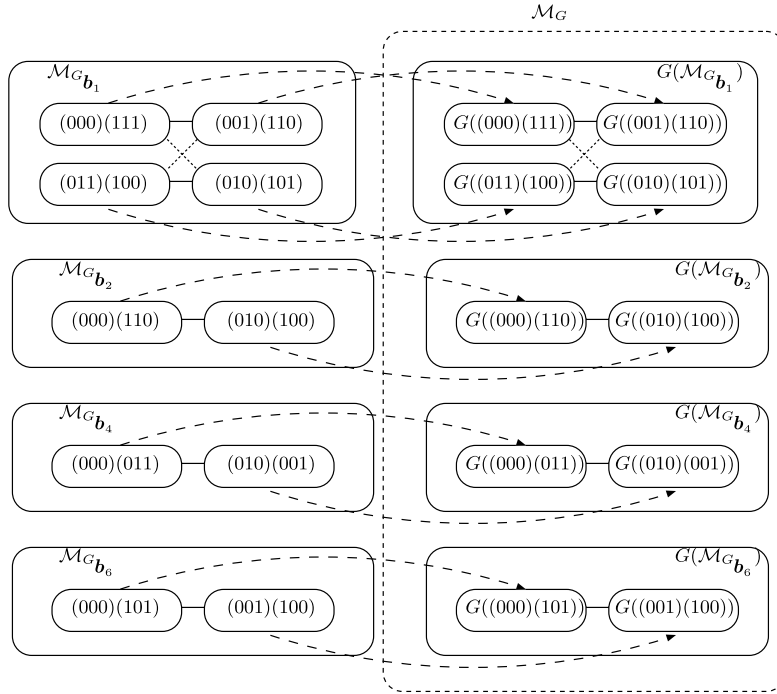 𝓜_G
𝓜_{G_{𝒃_1}} G(𝓜_{G_{𝒃_1}})
(000)(111) (001)(110) G((000)(111)) G((001)(110))
(011)(100) (010)(101) G((011)(100)) G((010)(101))
𝓜_{G_{𝒃_2}} G(𝓜_{G_{𝒃_2}})
(000)(110) (010)(100) G((000)(110)) G((010)(100))
𝓜_{G_{𝒃_4}} G(𝓜_{G_{𝒃_4}})
(000)(011) (010)(001) G((000)(011)) G((010)(001))
𝓜_{G_{𝒃_6}} G(𝓜_{G_{𝒃_6}})
(000)(101) (001)(100) G((000)(101)) G((001)(100))